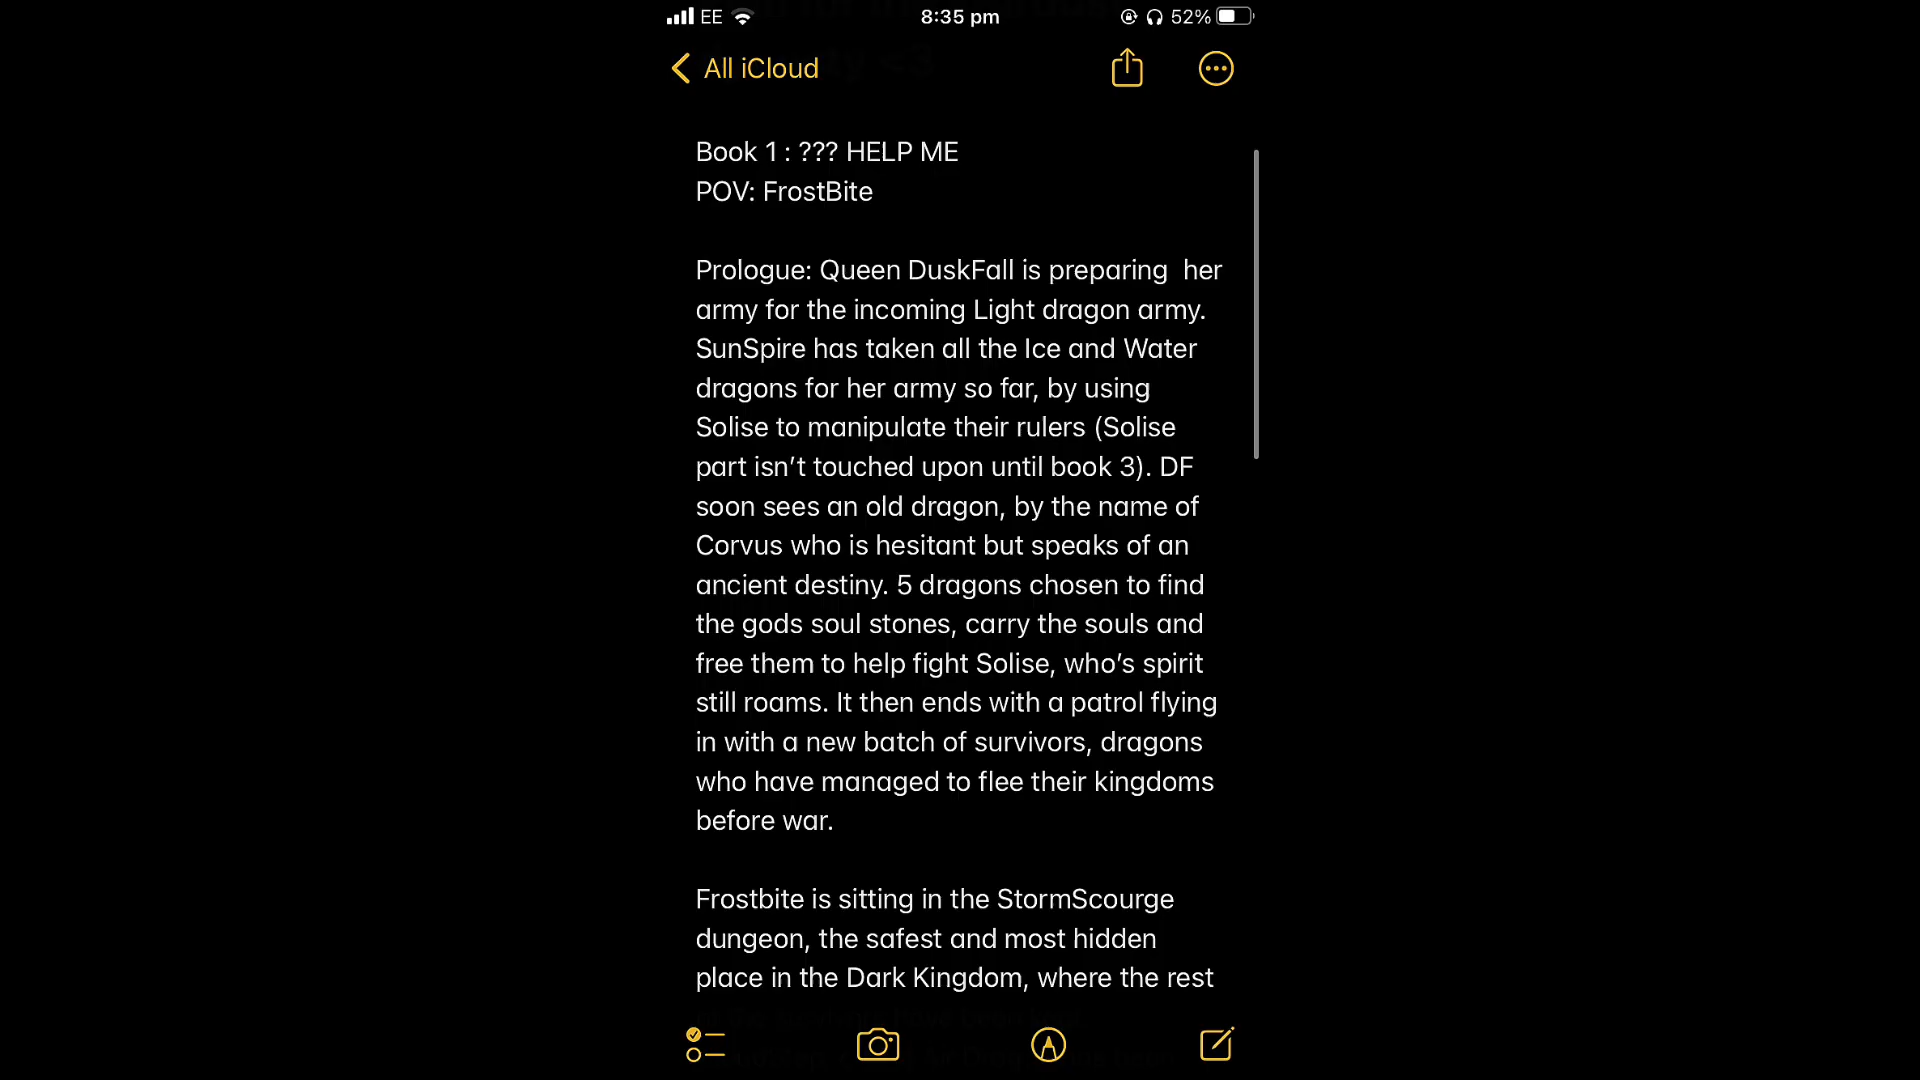 EE 8:35 pm 52%
All iCloud
Book 1 : ??? HELP ME
POV: FrostBite
Prologue: Queen DuskFall is preparing  her
army for the incoming Light dragon army.
SunSpire has taken all the Ice and Water
dragons for her army so far, by using
Solise to manipulate their rulers (Solise
part isn’t touched upon until book 3). DF
soon sees an old dragon, by the name of
Corvus who is hesitant but speaks of an
ancient destiny. 5 dragons chosen to find
the gods soul stones, carry the souls and
free them to help fight Solise, who’s spirit
still roams. It then ends with a patrol flying
in with a new batch of survivors, dragons
who have managed to flee their kingdoms
before war.
Frostbite is sitting in the StormScourge
dungeon, the safest and most hidden
place in the Dark Kingdom, where the rest